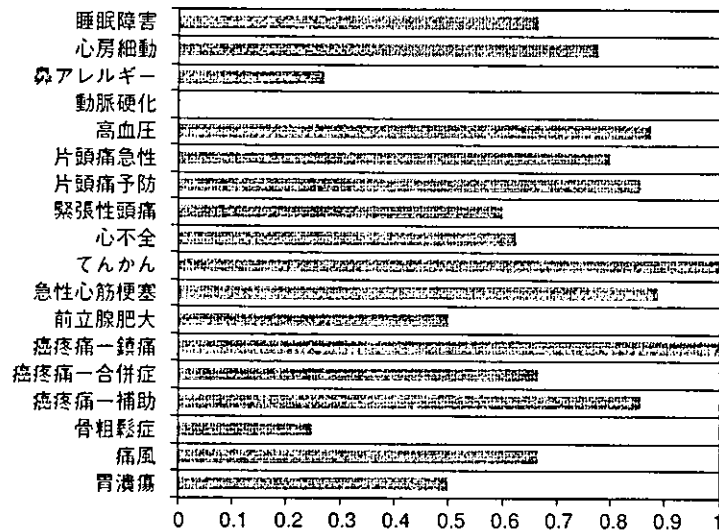 睡眠障害
心房細動
鼻アレルギー
動脈硬化
高血圧
片頭痛急性
片頭痛予防
緊張性頭痛
心不全
てんかん
急性心筋梗塞
前立腺肥大
癌疼痛ー鎮痛
癌疼痛ー合併症
癌疼痛ー補助
骨粗鬆症
痛風
胃潰瘍
0 0.1 0.2 0.3 0.4 0.5 0.6 0.7 0.8 0.9 1